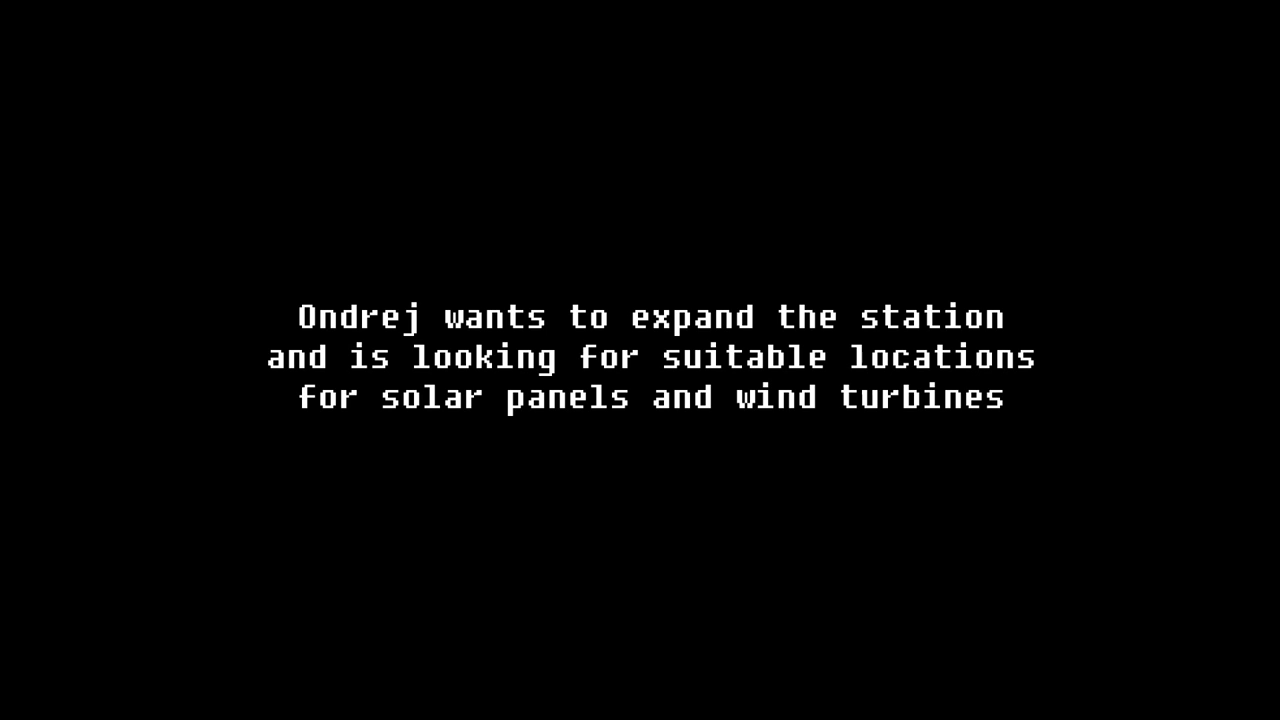 Ondrej wants to expand the station
and is looking for suitable locations
for solar panels and wind turbines